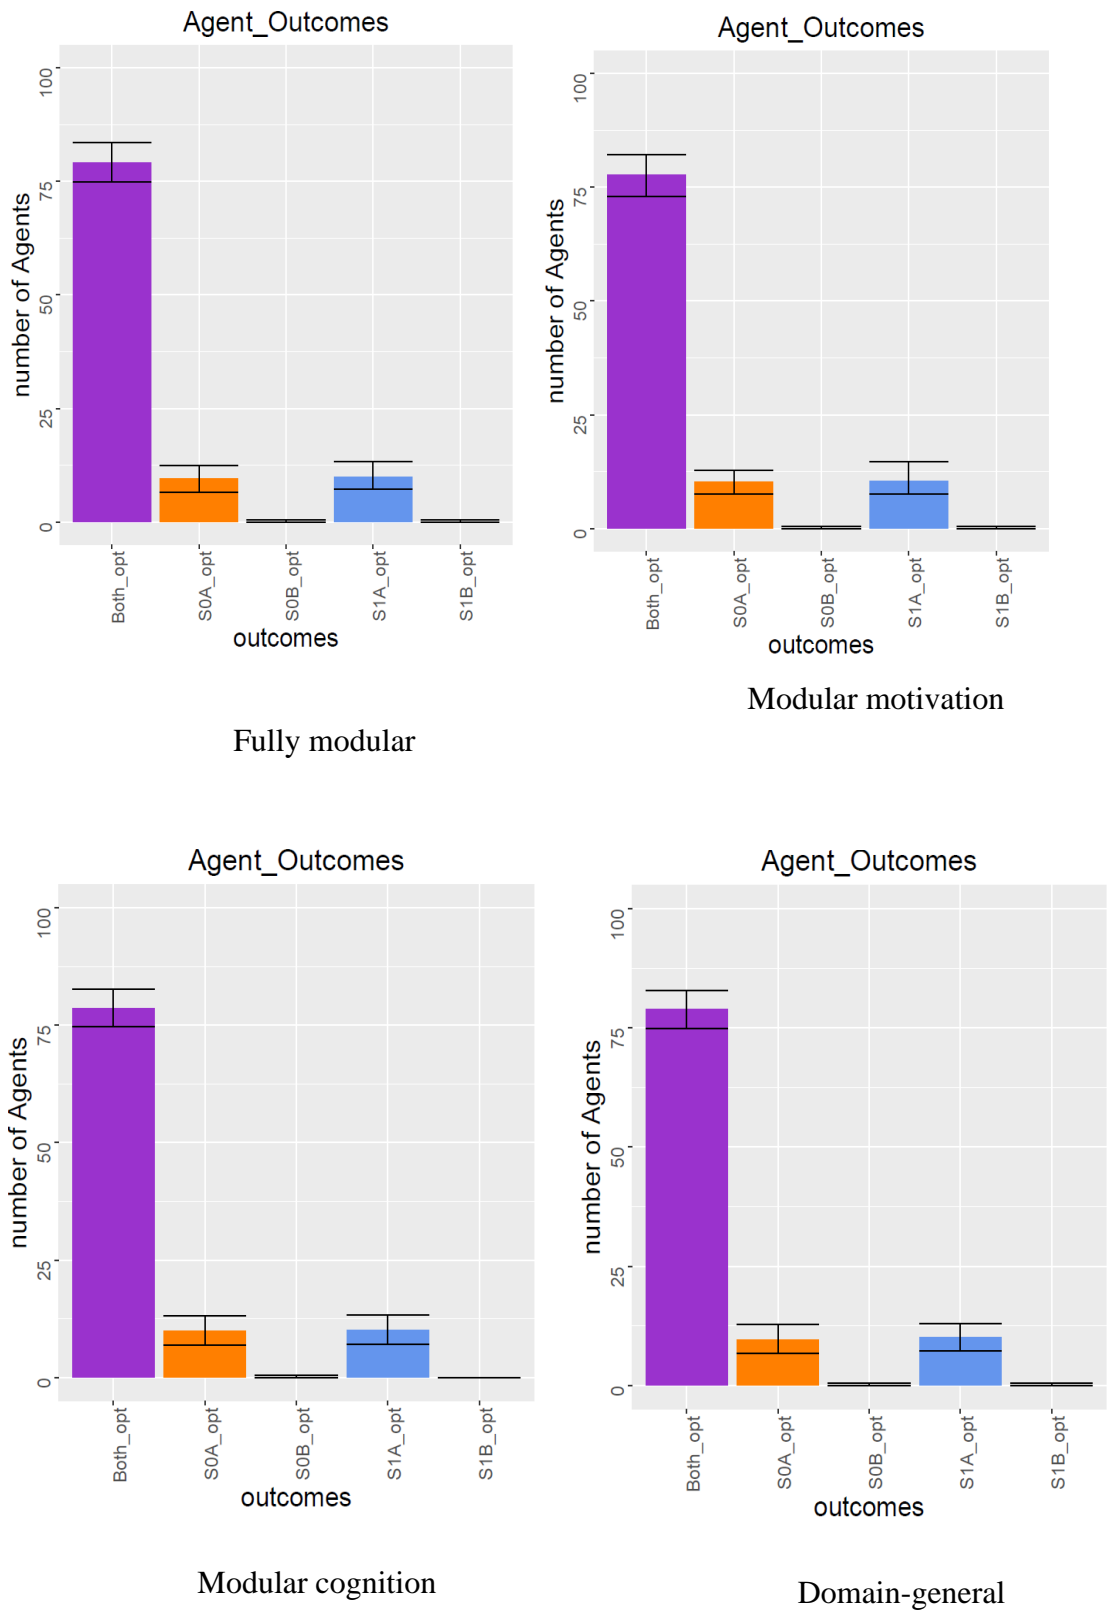 Agent_Outcomes
number of Agents
100
75
50
25
0
Both_opt
S0A_opt
S0B_opt
S1A_opt
S1B_opt
outcomes
Fully modular
Agent_Outcomes
number of Agents
100
75
50
25
0
Both_opt
S0A_opt
S0B_opt
S1A_opt
S1B_opt
outcomes
Modular motivation
Agent_Outcomes
number of Agents
100
75
50
25
0
Both_opt
S0A_opt
S0B_opt
S1A_opt
S1B_opt
outcomes
Modular cognition
Agent_Outcomes
number of Agents
100
75
50
25
0
Both_opt
S0A_opt
S0B_opt
S1A_opt
S1B_opt
outcomes
Domain-general